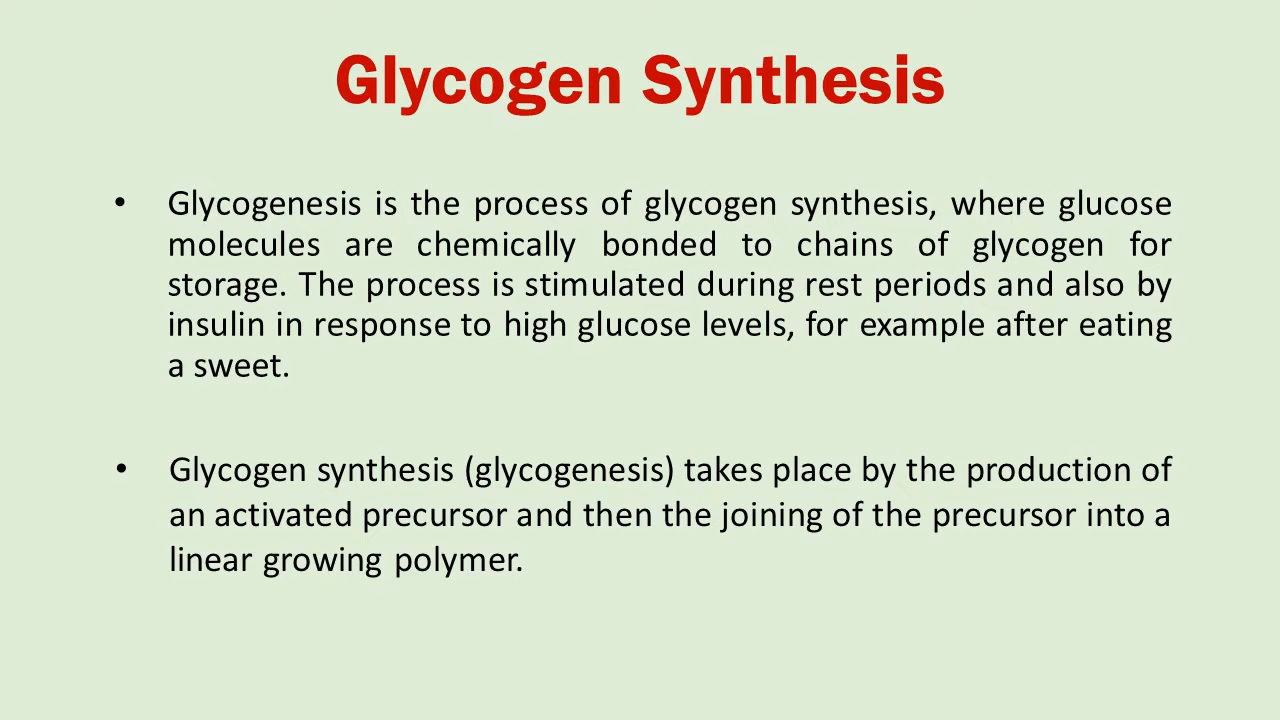 Glycogen Synthesis
• Glycogenesis is the process of glycogen synthesis, where glucose
molecules are chemically bonded to chains of glycogen for
storage. The process is stimulated during rest periods and also by
insulin in response to high glucose levels, for example after eating
a sweet.
• Glycogen synthesis (glycogenesis) takes place by the production of
an activated precursor and then the joining of the precursor into a
linear growing polymer.